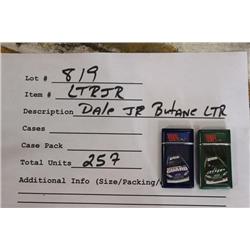 Lot # 819
Item # LTRJR
Description Dale JR Butane LTR
Cases
Case Pack
Total Units 257
Additional Info (Size/Packing/